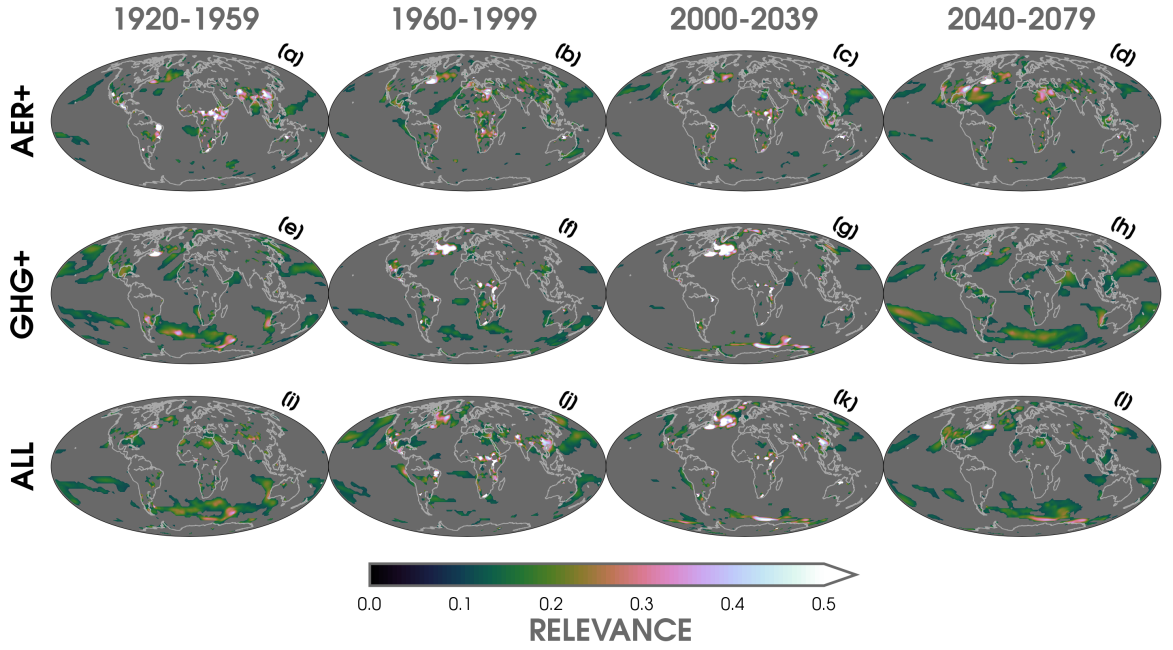 1920-1959 1960-1999 2000-2039 2040-2079
AER+ (a) (b) (c) (d)
GHG+ (e) (f) (g) (h)
ALL (i) (j) (k) (l)
0.0 0.1 0.2 0.3 0.4 0.5
RELEVANCE